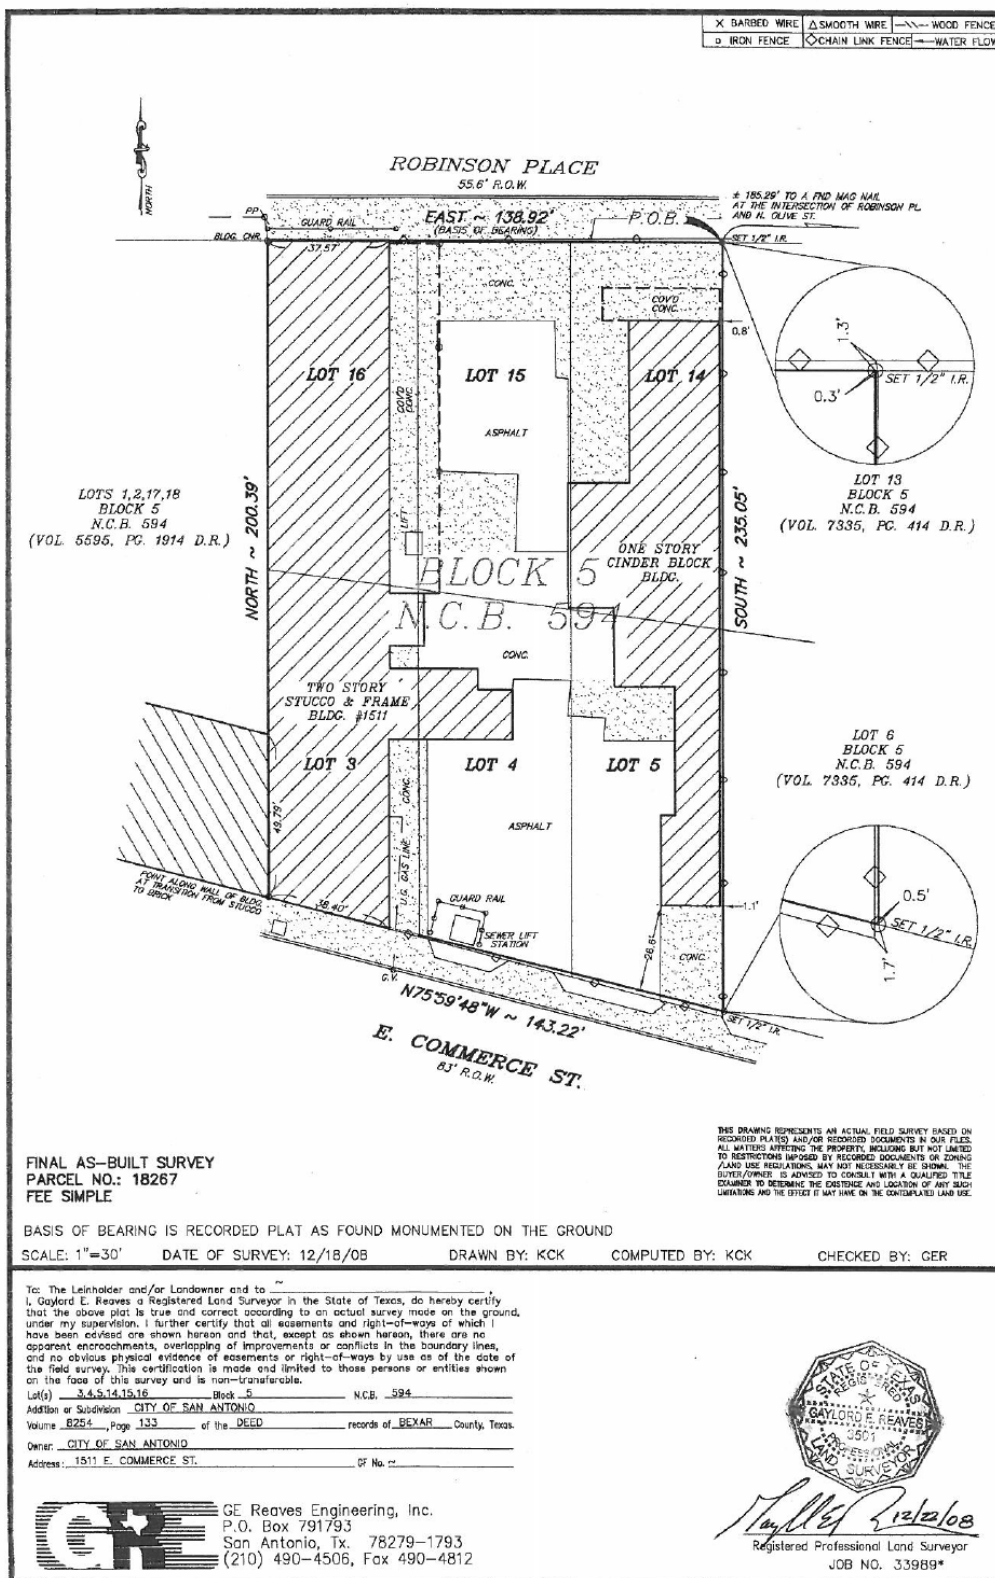 X BARBED WIRE
△ SMOOTH WIRE
WOOD FENCE
□ IRON FENCE
◇ CHAIN LINK FENCE
WATER FLOW
NORTH
ROBINSON PLACE
55.6' R.O.W.
± 185.29' TO A FND MAG NAIL
AT THE INTERSECTION OF ROBINSON PL.
AND N. OLIVE ST.
PP
GUARD RAIL
EAST ~ 138.92'
(BASIS OF BEARING)
P.O.B.
BLDG. CNR.
37.57'
SET 1/2" I.R.
CONC.
COV'D
CONC.
0.8'
1.3'
SET 1/2" I.R.
0.3'
LOT 16
LOT 15
LOT 14
COV'D
CONC.
ASPHALT
LOTS 1,2,17,18
BLOCK 5
N.C.B. 594
(VOL. 5595, PG. 1914 D.R.)
NORTH ~ 200.39'
LOT 13
BLOCK 5
N.C.B. 594
(VOL. 7335, PG. 414 D.R.)
SOUTH ~ 235.05'
LIFT
ONE STORY
CINDER BLOCK
BLDG.
BLOCK 5
N.C.B. 594
CONC.
TWO STORY
STUCCO & FRAME
BLDG. #1511
LOT 3
LOT 4
LOT 5
LOT 6
BLOCK 5
N.C.B. 594
(VOL. 7335, PG. 414 D.R.)
CONC.
49.79'
ASPHALT
U.G. GAS LINE
POINT ALONG WALL OF BLDG.
AT TRANSITION FROM STUCCO
TO BRICK
38.40'
GUARD RAIL
SEWER LIFT
STATION
1.1'
26.6'
CONC.
0.5'
SET 1/2" I.R.
1.7'
G.V.
SET 1/2" I.R.
N75°59'48"W ~ 143.22'
E. COMMERCE ST.
83' R.O.W.
THIS DRAWING REPRESENTS AN ACTUAL FIELD SURVEY BASED ON
RECORDED PLAT(S) AND/OR RECORDED DOCUMENTS IN OUR FILES.
ALL MATTERS AFFECTING THE PROPERTY, INCLUDING BUT NOT LIMITED
TO RESTRICTIONS IMPOSED BY RECORDED DOCUMENTS OR ZONING
/LAND USE REGULATIONS, MAY NOT NECESSARILY BE SHOWN. THE
BUYER/OWNER IS ADVISED TO CONSULT WITH A QUALIFIED TITLE
EXAMINER TO DETERMINE THE EXISTENCE AND LOCATION OF ANY SUCH
LIMITATIONS AND THE EFFECT IT MAY HAVE ON THE CONTEMPLATED LAND USE.
FINAL AS-BUILT SURVEY
PARCEL NO.: 18267
FEE SIMPLE
BASIS OF BEARING IS RECORDED PLAT AS FOUND MONUMENTED ON THE GROUND
SCALE: 1"=30' DATE OF SURVEY: 12/18/08 DRAWN BY: KCK COMPUTED BY: KCK CHECKED BY: GER
To: The Leinholder and/or Landowner and to ~ ,
I, Gaylord E. Reaves a Registered Land Surveyor in the State of Texas, do hereby certify
that the above plat is true and correct according to an actual survey made on the ground,
under my supervision. I further certify that all easements and right-of-ways of which I
have been advised are shown hereon and that, except as shown hereon, there are no
apparent encroachments, overlapping of improvements or conflicts in the boundary lines,
and no obvious physical evidence of easements or right-of-ways by use as of the date of
the field survey. This certification is made and limited to those persons or entities shown
on the face of this survey and is non-transferable.
Lot(s) 3,4,5,14,15,16 Block 5 N.C.B. 594
Addition or Subdivision CITY OF SAN ANTONIO
Volume 8254 , Page 133 of the DEED records of BEXAR County, Texas.
Owner: CITY OF SAN ANTONIO
Address: 1511 E. COMMERCE ST. GF No. ~
STATE OF TEXAS
REGISTERED
GAYLORD E. REAVES
3501
PROFESSIONAL
LAND SURVEYOR
GR
GE Reaves Engineering, Inc.
P.O. Box 791793
San Antonio, Tx. 78279-1793
(210) 490-4506, Fax 490-4812
12/22/08
Registered Professional Land Surveyor
JOB NO. 33989*